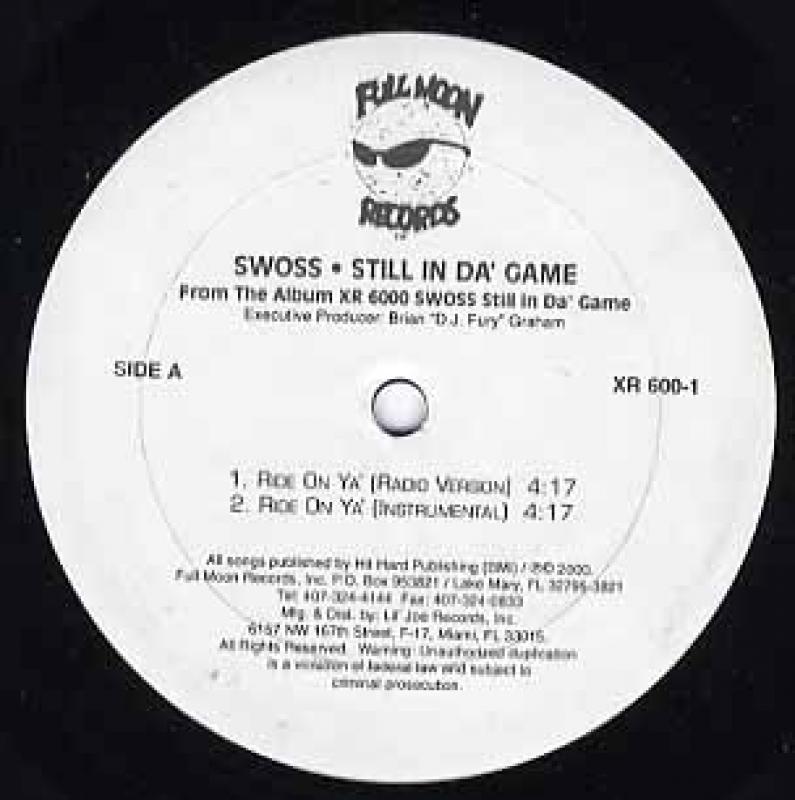 FULL MOON
RECORDS
SWOSS • STILL IN DA' GAME
From The Album XR 6000 SWOSS Still In Da' Game
Executive Producer: Brian "D.J. Fury" Graham
SIDE A
XR 600-1
1. RIDE ON YA' [RADIO VERSION] 4:17
2. RIDE ON YA' [INSTRUMENTAL] 4:17
All songs published by Hit Hard Publishing (BMI) / 2000.
Full Moon Records, Inc. P.O. Box 953821 / Lake Mary, FL 32795-3821
Tel: 407-324-4144 Fax: 407-324-0833
Mfg. & Dist. by: Lil' Joe Records, Inc.
6157 NW 167th Street, F-17, Miami, FL 33015.
All Rights Reserved. Warning: Unauthorized duplication
is a violation of federal law and subject to
criminal prosecution.